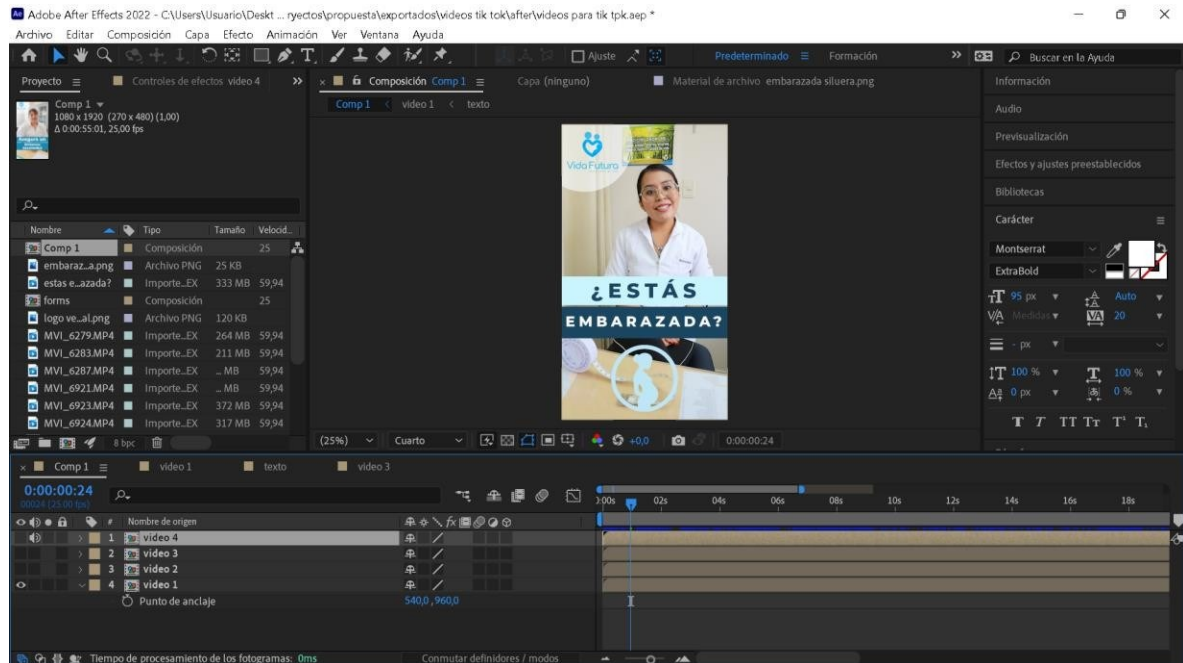 Adobe After Effects 2022 - C:\Users\Usuario\Deskt ... ryectos\propuesta\exportados\videos tik tok\after\videos para tik tpk.aep *
Archivo Editar Composición Capa Efecto Animación Ver Ventana Ayuda
Ajuste Predeterminado Formación Buscar en la Ayuda
Proyecto Controles de efectos video 4 Composición Comp 1 Capa (ninguno) Material de archivo embarazada siluera.png
Comp 1
1080 x 1920 (270 x 480) (1,00)
Δ 0:00:55:01, 25,00 fps
Comp 1 video 1 texto
Vida Futura
¿ESTÁS
EMBARAZADA?
Nombre Tipo Tamaño Velocid...
Comp 1 Composición 25
embaraz...a.png Archivo PNG 25 KB
estas e...azada? Importe...EX 333 MB 59,94
forms Composición 25
logo ve...al.png Archivo PNG 120 KB
MVI_6279.MP4 Importe...EX 264 MB 59,94
MVI_6283.MP4 Importe...EX 211 MB 59,94
MVI_6287.MP4 Importe...EX ... MB 59,94
MVI_6921.MP4 Importe...EX ... MB 59,94
MVI_6923.MP4 Importe...EX 372 MB 59,94
MVI_6924.MP4 Importe...EX 317 MB 59,94
8 bpc
(25%) Cuarto +0,0 0:00:00:24
Información
Audio
Previsualización
Efectos y ajustes preestablecidos
Bibliotecas
Carácter
Montserrat
ExtraBold
95 px Auto
Medidas 20
- px
100 % 100 %
0 px 0 %
T T TT Tr T¹ T₁
Comp 1 video 1 texto video 3
0:00:00:24
00024 (25.00 fps)
:00s 02s 04s 06s 08s 10s 12s 14s 16s 18s
# Nombre de origen
1 video 4
2 video 3
3 video 2
4 video 1
Punto de anclaje 540,0, 960,0
Tiempo de procesamiento de los fotogramas: 0ms Conmutar definidores / modos